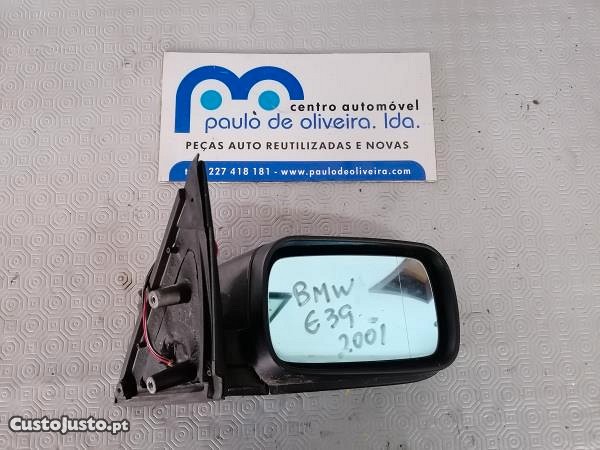 centro automóvel
paulo de oliveira. lda.
PEÇAS AUTO REUTILIZADAS E NOVAS
227 418 181 - www.paulodeoliveira.com
BMW
E39
2001
CustoJusto.pt